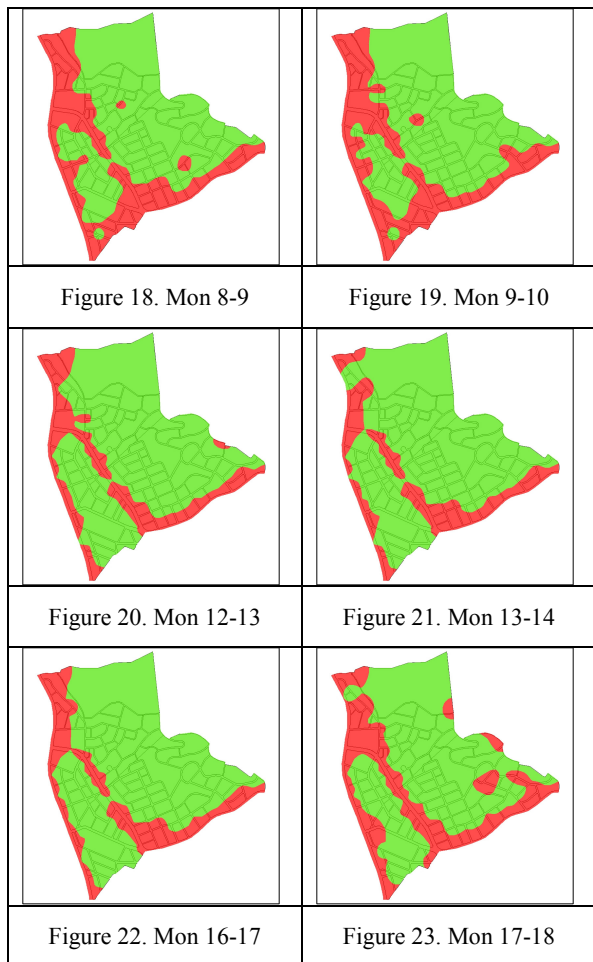 Figure 18. Mon 8-9
Figure 19. Mon 9-10
Figure 20. Mon 12-13
Figure 21. Mon 13-14
Figure 22. Mon 16-17
Figure 23. Mon 17-18